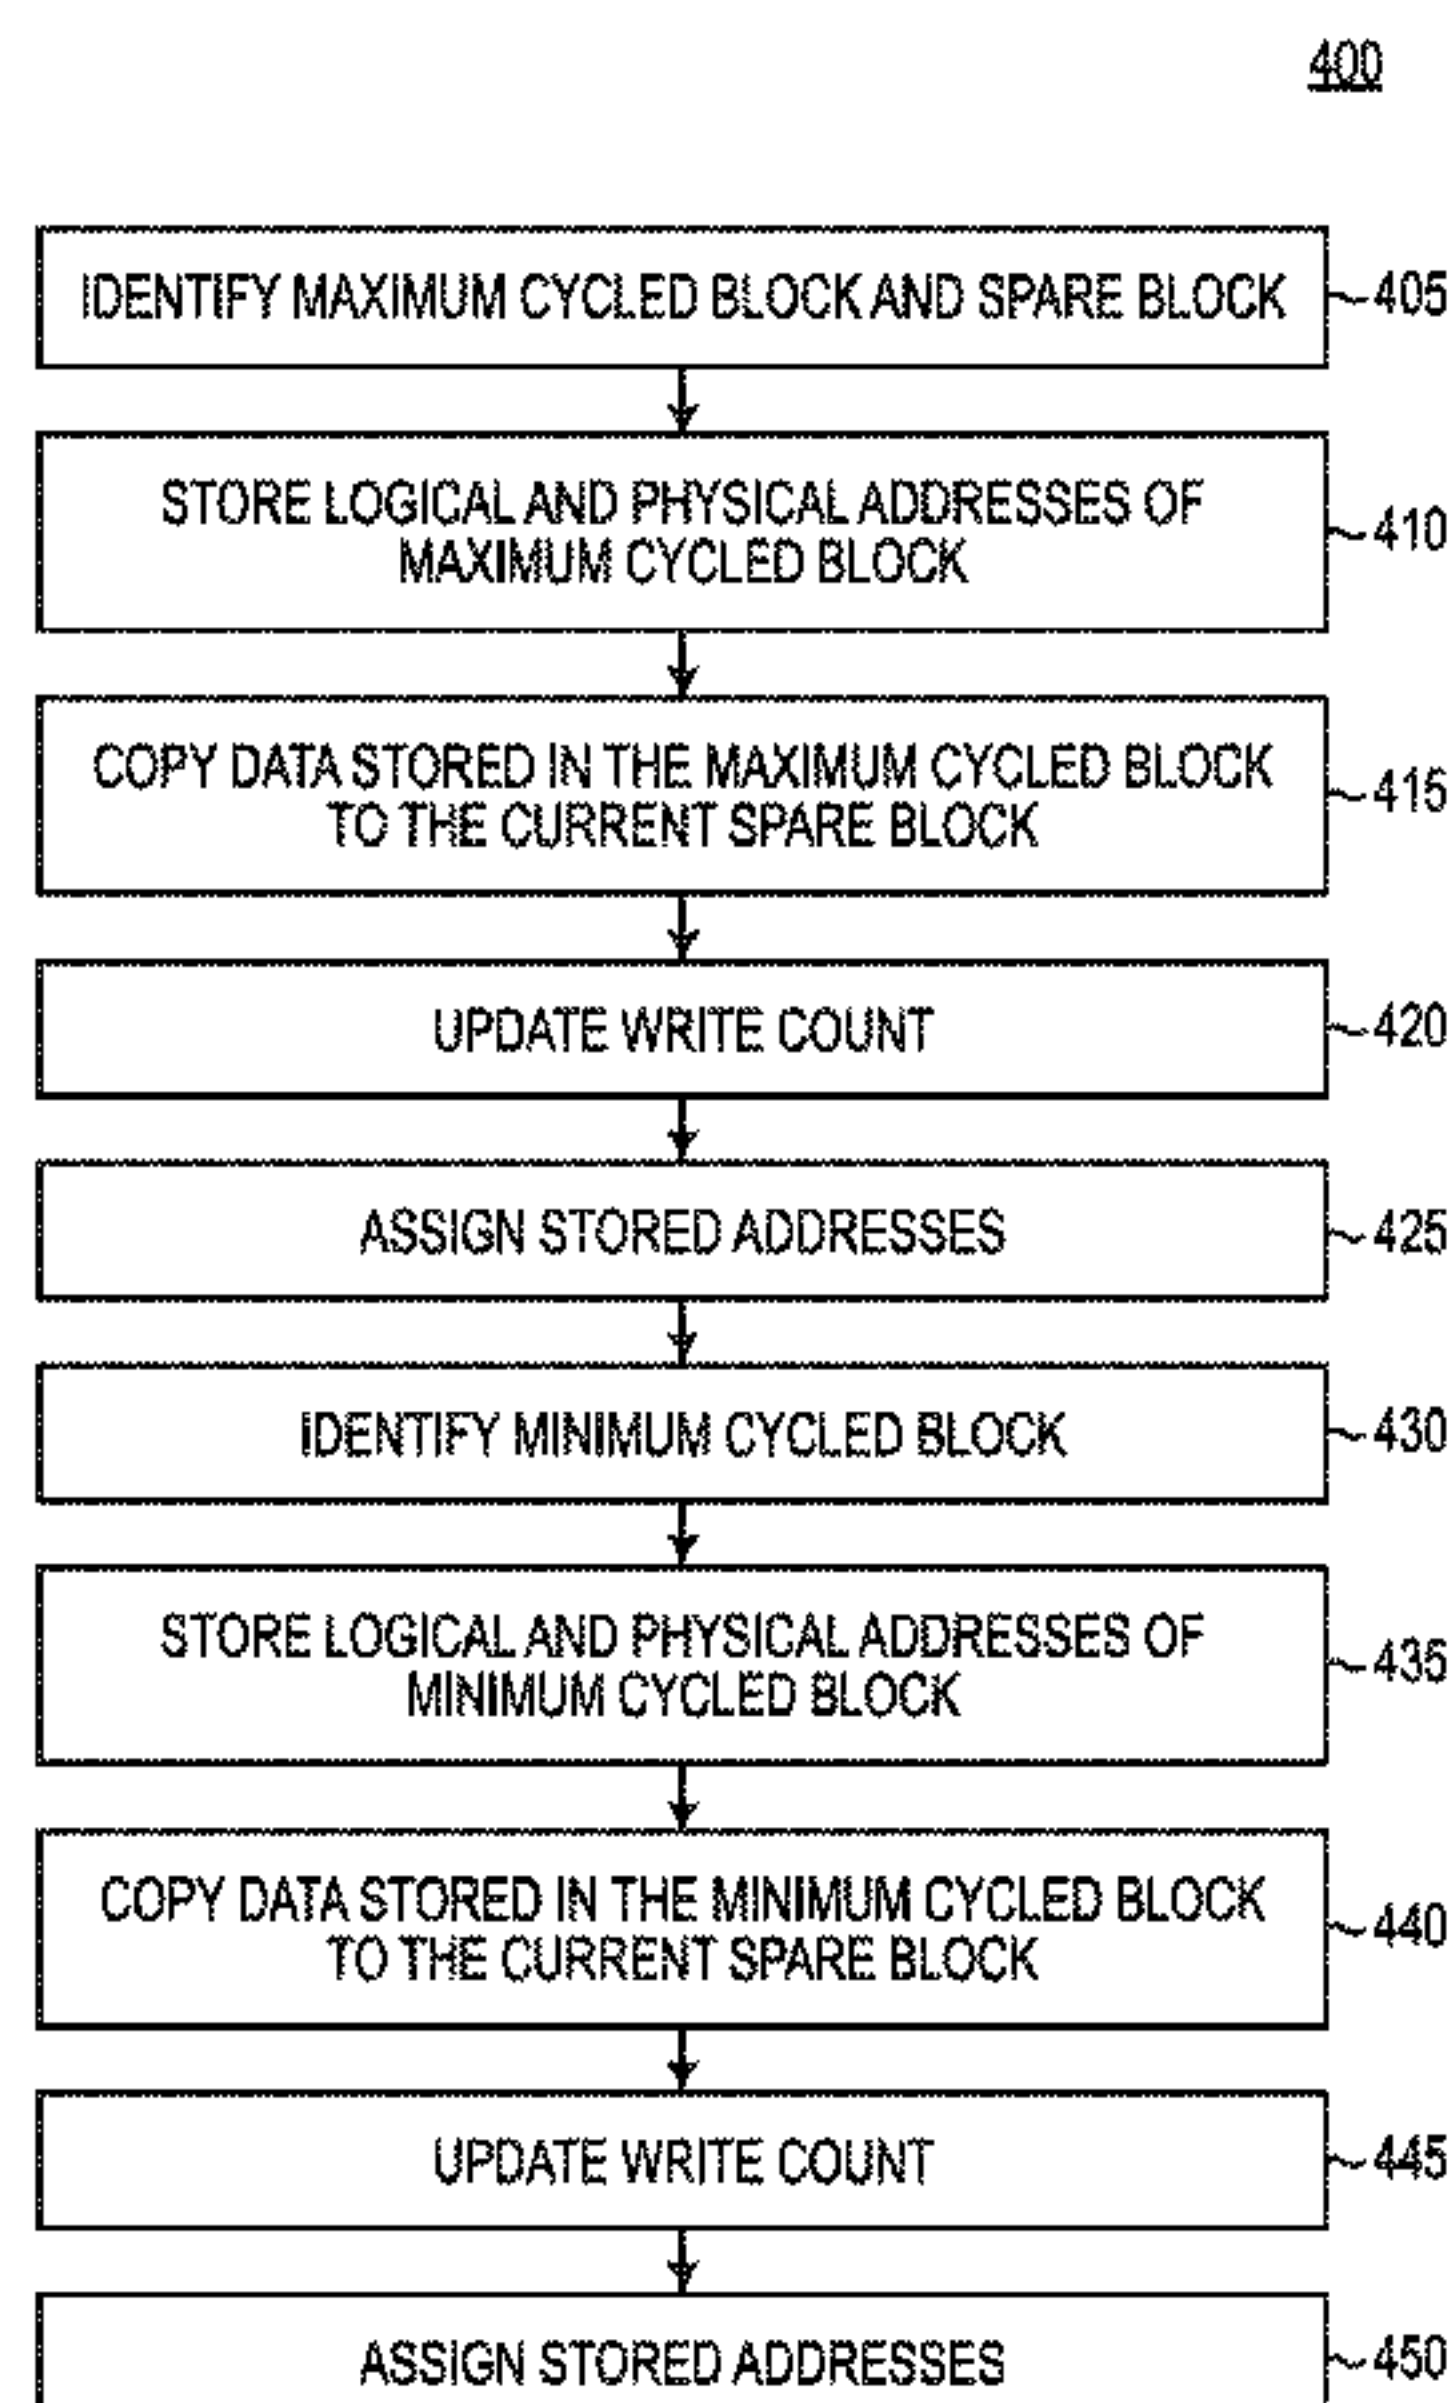 400
IDENTIFY MAXIMUM CYCLED BLOCK AND SPARE BLOCK
405
STORE LOGICAL AND PHYSICAL ADDRESSES OF
MAXIMUM CYCLED BLOCK
410
COPY DATA STORED IN THE MAXIMUM CYCLED BLOCK
TO THE CURRENT SPARE BLOCK
415
UPDATE WRITE COUNT
420
ASSIGN STORED ADDRESSES
425
IDENTIFY MINIMUM CYCLED BLOCK
430
STORE LOGICAL AND PHYSICAL ADDRESSES OF
MINIMUM CYCLED BLOCK
435
COPY DATA STORED IN THE MINIMUM CYCLED BLOCK
TO THE CURRENT SPARE BLOCK
440
UPDATE WRITE COUNT
445
ASSIGN STORED ADDRESSES
450